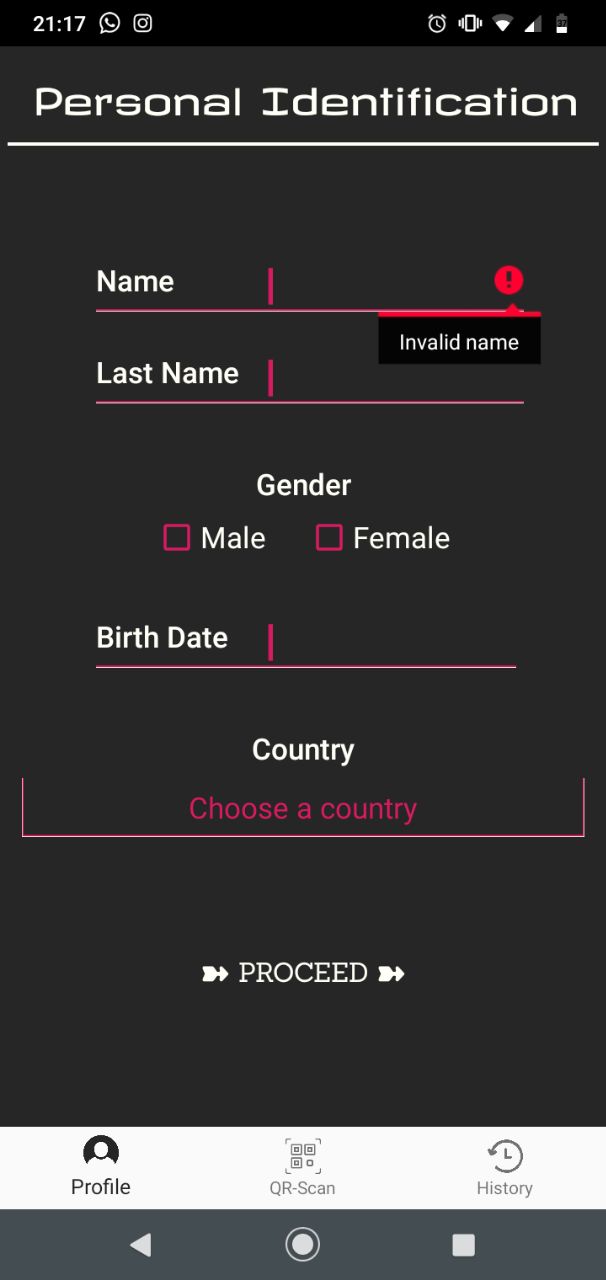 21:17
37
Personal Identification
Name
Invalid name
Last Name
Gender
Male Female
Birth Date
Country
Choose a country
PROCEED
Profile QR-Scan History